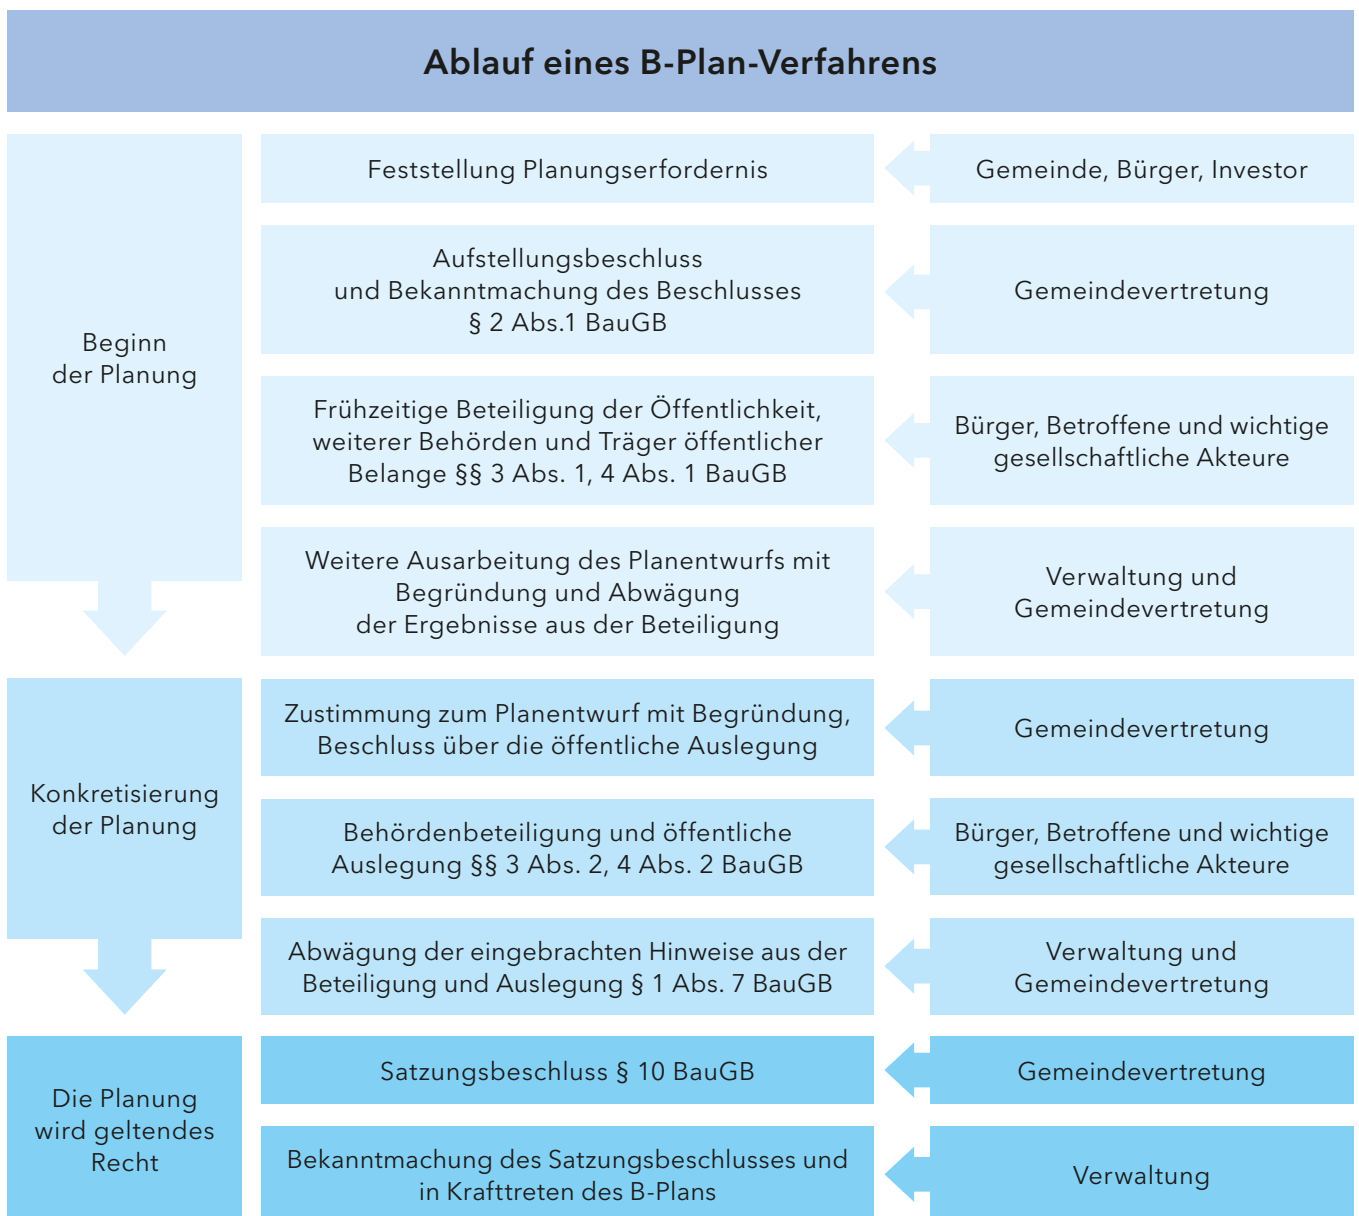 Ablauf eines B-Plan-Verfahrens
Beginn
der Planung
Feststellung Planungserfordernis
Gemeinde, Bürger, Investor
Aufstellungsbeschluss
und Bekanntmachung des Beschlusses
§ 2 Abs.1 BauGB
Gemeindevertretung
Frühzeitige Beteiligung der Öffentlichkeit,
weiterer Behörden und Träger öffentlicher
Belange §§ 3 Abs. 1, 4 Abs. 1 BauGB
Bürger, Betroffene und wichtige
gesellschaftliche Akteure
Weitere Ausarbeitung des Planentwurfs mit
Begründung und Abwägung
der Ergebnisse aus der Beteiligung
Verwaltung und
Gemeindevertretung
Konkretisierung
der Planung
Zustimmung zum Planentwurf mit Begründung,
Beschluss über die öffentliche Auslegung
Gemeindevertretung
Behördenbeteiligung und öffentliche
Auslegung §§ 3 Abs. 2, 4 Abs. 2 BauGB
Bürger, Betroffene und wichtige
gesellschaftliche Akteure
Abwägung der eingebrachten Hinweise aus der
Beteiligung und Auslegung § 1 Abs. 7 BauGB
Verwaltung und
Gemeindevertretung
Die Planung
wird geltendes
Recht
Satzungsbeschluss § 10 BauGB
Gemeindevertretung
Bekanntmachung des Satzungsbeschlusses und
in Krafttreten des B-Plans
Verwaltung